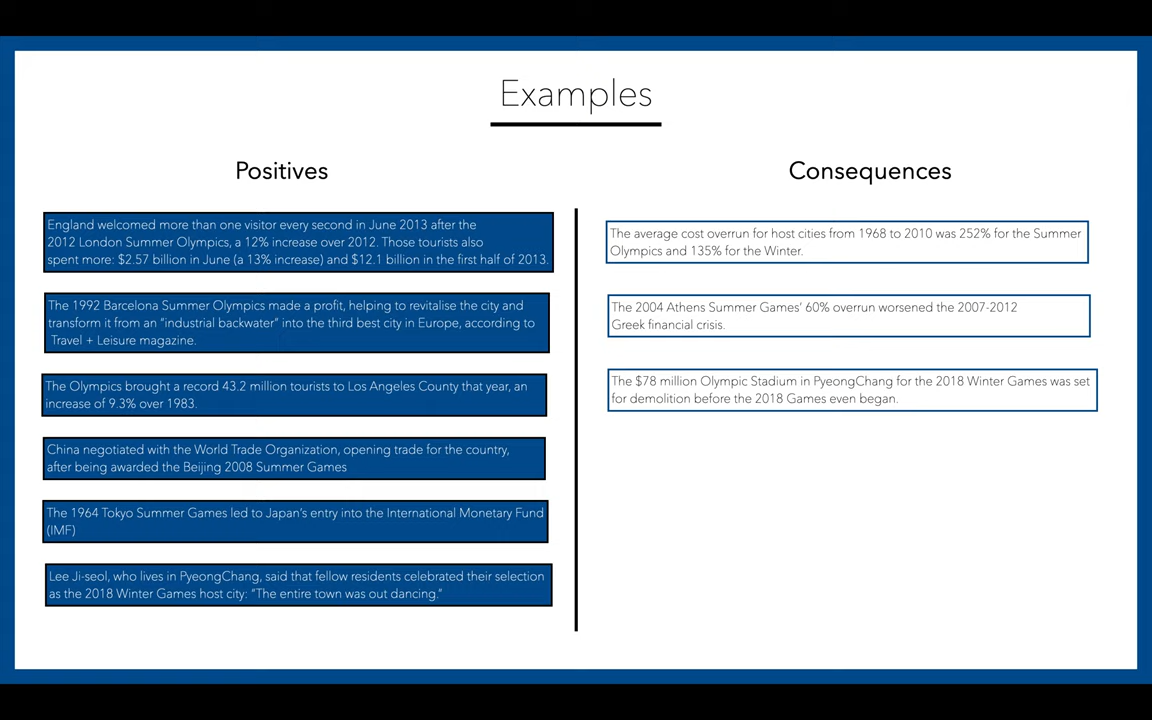 Examples
Positives
England welcomed more than one visitor every second in June 2013 after the
2012 London Summer Olympics, a 12% increase over 2012. Those tourists also
spent more: $2.57 billion in June (a 13% increase) and $12.1 billion in the first half of 2013.
The 1992 Barcelona Summer Olympics made a profit, helping to revitalise the city and
transform it from an “industrial backwater” into the third best city in Europe, according to
Travel + Leisure magazine.
The Olympics brought a record 43.2 million tourists to Los Angeles County that year, an
increase of 9.3% over 1983.
China negotiated with the World Trade Organization, opening trade for the country,
after being awarded the Beijing 2008 Summer Games
The 1964 Tokyo Summer Games led to Japan’s entry into the International Monetary Fund
(IMF)
Lee Ji-seol, who lives in PyeongChang, said that fellow residents celebrated their selection
as the 2018 Winter Games host city: “The entire town was out dancing.”
Consequences
The average cost overrun for host cities from 1968 to 2010 was 252% for the Summer
Olympics and 135% for the Winter.
The 2004 Athens Summer Games’ 60% overrun worsened the 2007-2012
Greek financial crisis.
The $78 million Olympic Stadium in PyeongChang for the 2018 Winter Games was set
for demolition before the 2018 Games even began.